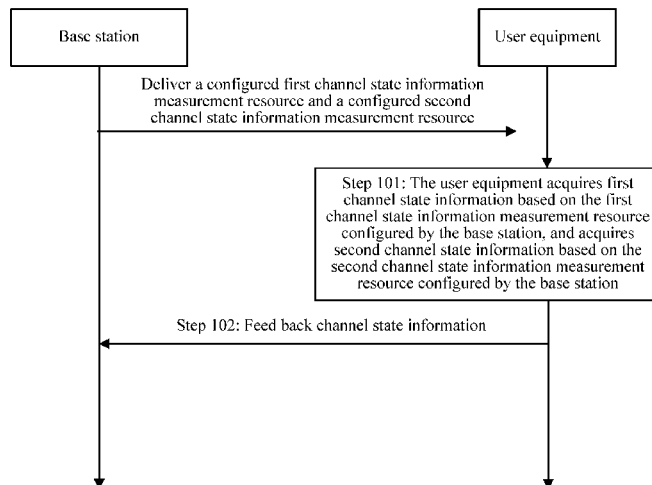 Base station
User equipment
Deliver a configured first channel state information
measurement resource and a configured second
channel state information measurement resource
Step 101: The user equipment acquires first
channel state information based on the first
channel state information measurement resource
configured by the base station, and acquires
second channel state information based on the
second channel state information measurement
resource configured by the base station
Step 102: Feed back channel state information